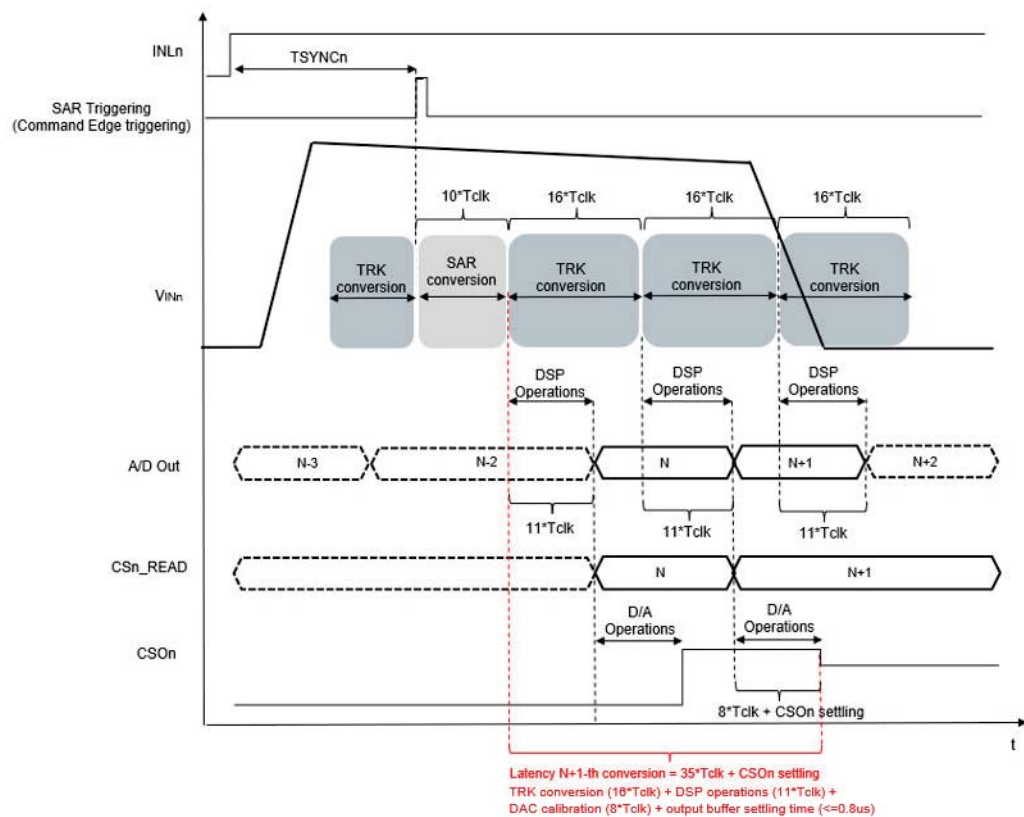 INLn
TSYNCn
SAR Triggering
(Command Edge triggering)
10*Tclk
16*Tclk
16*Tclk
16*Tclk
VINn
TRK
conversion
SAR
conversion
TRK
conversion
TRK
conversion
TRK
conversion
DSP
Operations
DSP
Operations
DSP
Operations
A/D Out
N-3
N-2
N
N+1
N+2
11*Tclk
11*Tclk
11*Tclk
CSn_READ
N
N+1
D/A
Operations
D/A
Operations
CSOn
8*Tclk + CSOn settling
t
Latency N+1-th conversion = 35*Tclk + CSOn settling
TRK conversion (16*Tclk) + DSP operations (11*Tclk) +
DAC calibration (8*Tclk) + output buffer settling time (<=0.8us)